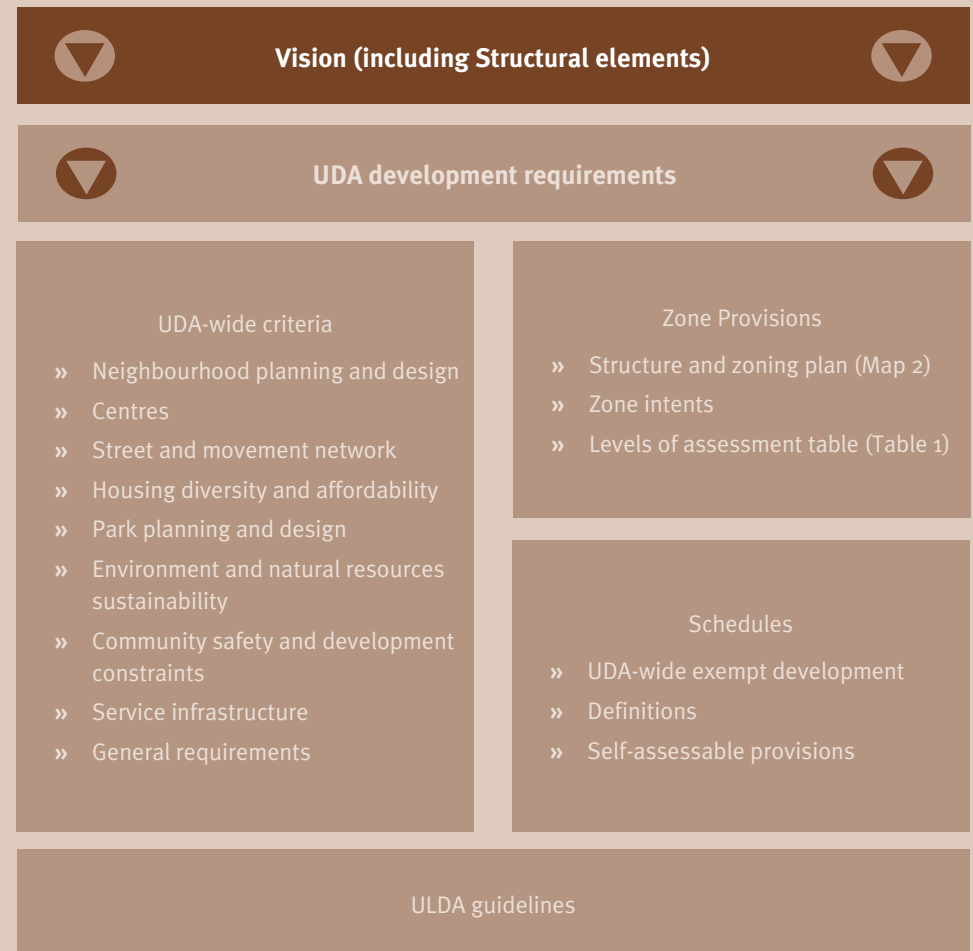 Vision (including Structural elements)
UDA development requirements
UDA-wide criteria
» Neighbourhood planning and design
» Centres
» Street and movement network
» Housing diversity and affordability
» Park planning and design
» Environment and natural resources
sustainability
» Community safety and development
constraints
» Service infrastructure
» General requirements
Zone Provisions
» Structure and zoning plan (Map 2)
» Zone intents
» Levels of assessment table (Table 1)
Schedules
» UDA-wide exempt development
» Definitions
» Self-assessable provisions
ULDA guidelines